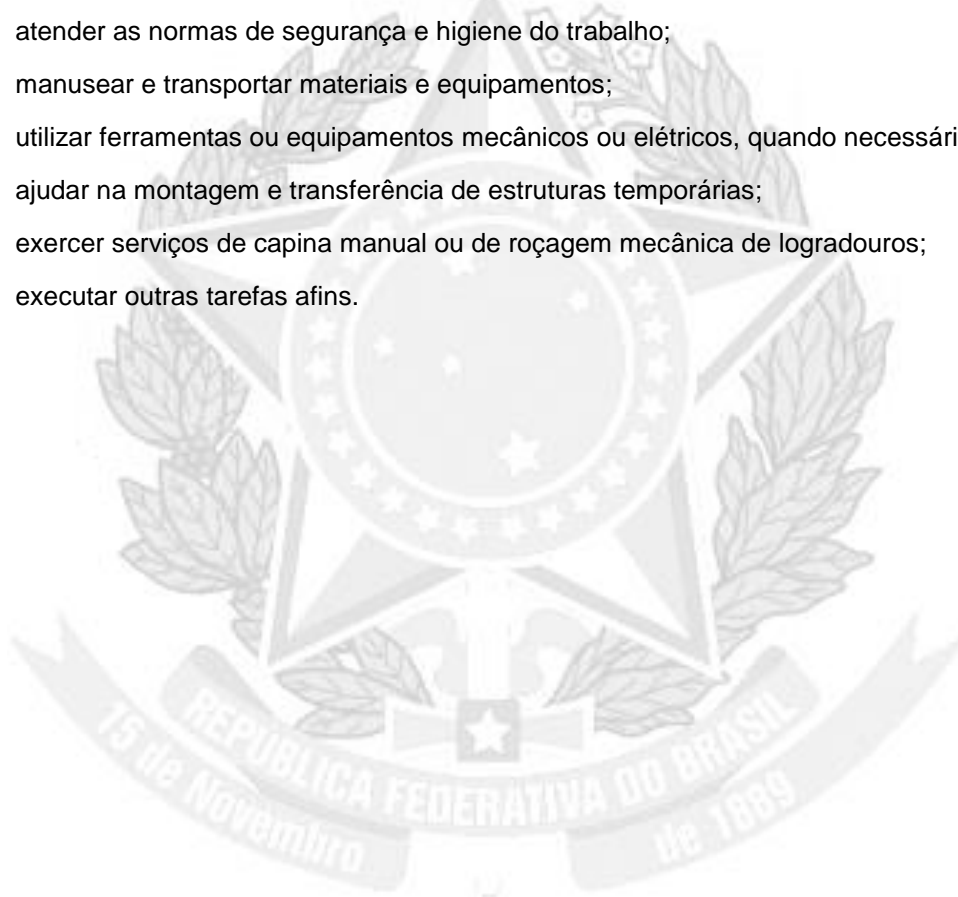 atender as normas de segurança e higiene do trabalho;
manusear e transportar materiais e equipamentos;
utilizar ferramentas ou equipamentos mecânicos ou elétricos, quando necessári
ajudar na montagem e transferência de estruturas temporárias;
exercer serviços de capina manual ou de roçagem mecânica de logradouros;
executar outras tarefas afins.
REPÚBLICA FEDERATIVA DO BRASIL
15 de Novembro de 1889